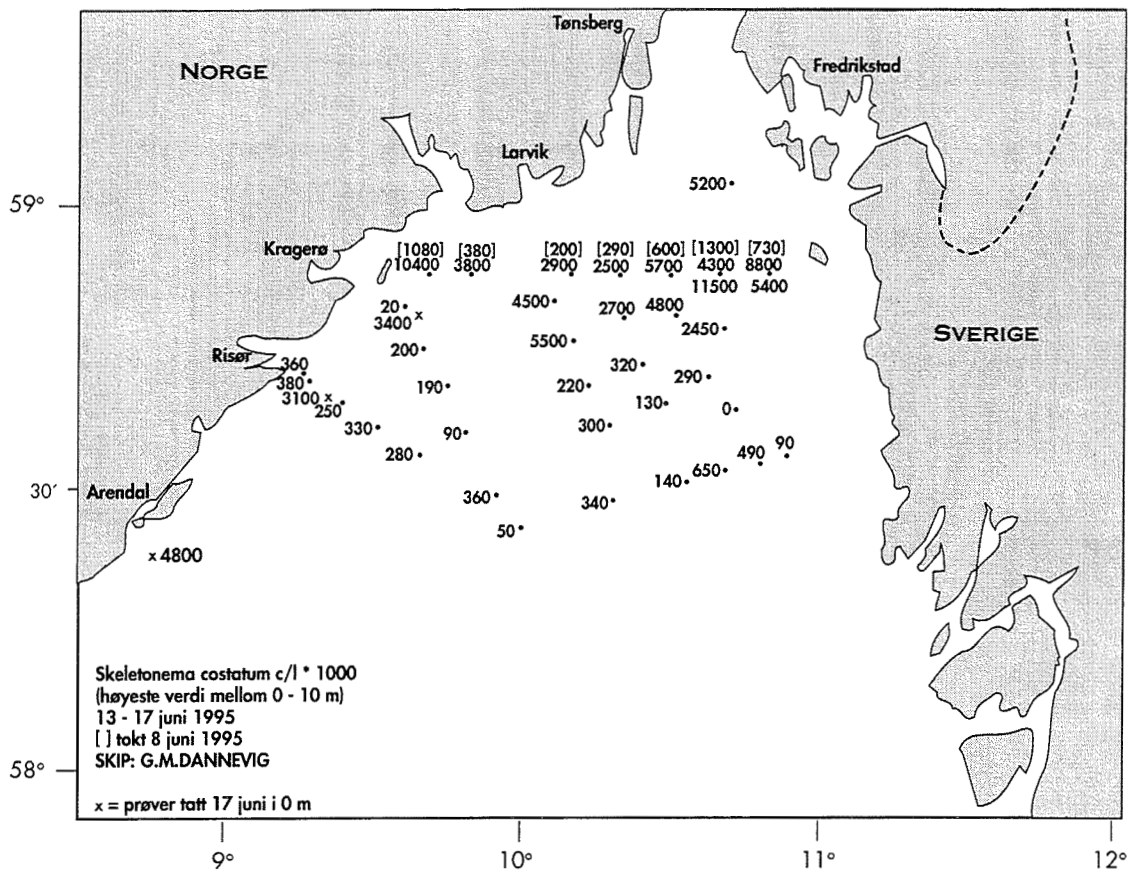 Tønsberg
NORGE
Fredrikstad
Larvik
5200
59°
Kragerø
[1080] [380] [200] [290] [600] [1300] [730]
10400 3800 2900 2500 5700 4300 8800
11500 5400
20
4500
2700 4800
3400 x
2450
SVERIGE
Risør
200
5500
360
320
380
190
220
290
3100 x
250
130
0
330
90
300
280
490 90
650
30′
Arendal
140
360
340
50
x 4800
Skeletonema costatum c/l * 1000
(høyeste verdi mellom 0 - 10 m)
13 - 17 juni 1995
[ ] tokt 8 juni 1995
SKIP: G.M.DANNEVIG
58°
x = prøver tatt 17 juni i 0 m
9° 10° 11° 12°